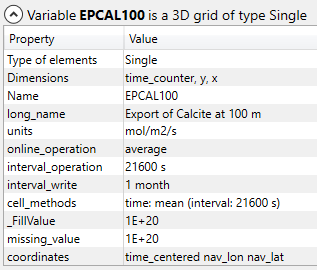 Variable EPCAL100 is a 3D grid of type Single
Property Value
Type of elements Single
Dimensions time_counter, y, x
Name EPCAL100
long_name Export of Calcite at 100 m
units mol/m2/s
online_operation average
interval_operation 21600 s
interval_write 1 month
cell_methods time: mean (interval: 21600 s)
_FillValue 1E+20
missing_value 1E+20
coordinates time_centered nav_lon nav_lat